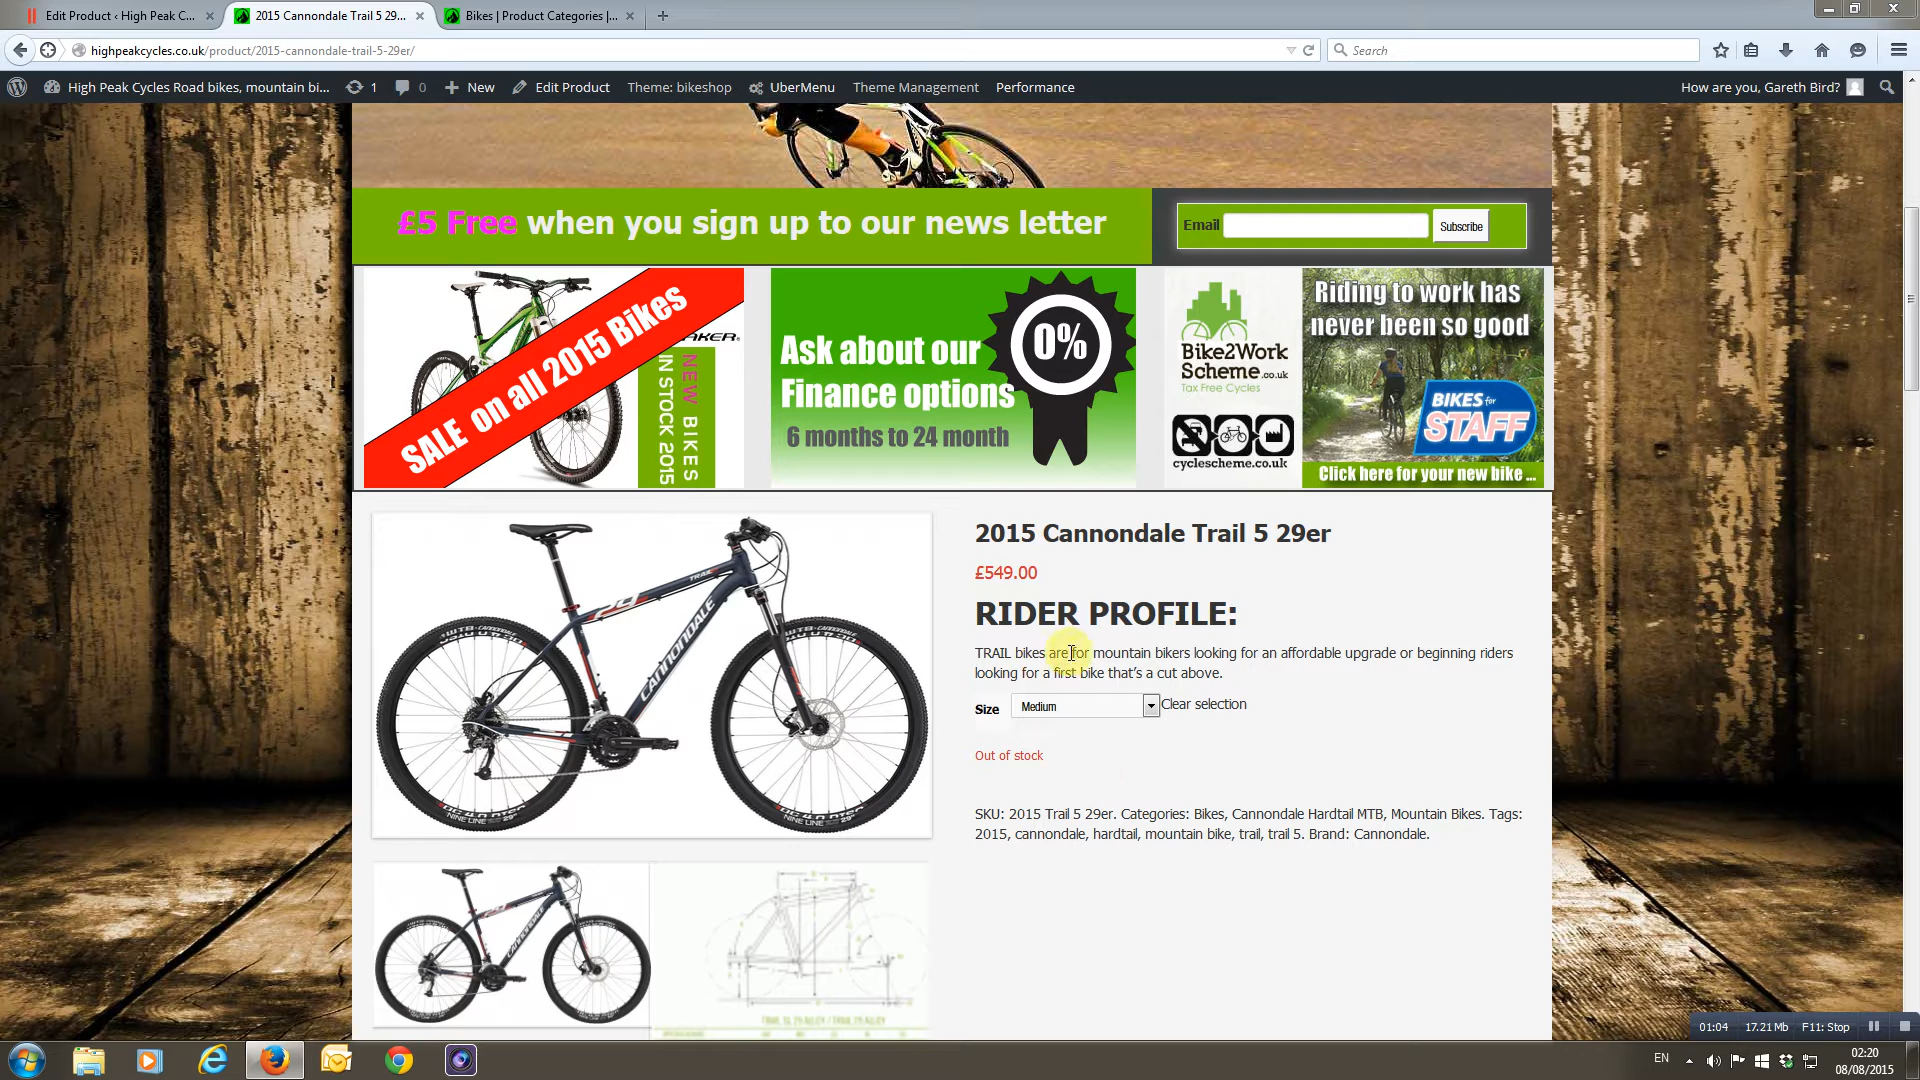 Edit Product ‹ High Peak C...
2015 Cannondale Trail 5 29...
Bikes | Product Categories |...
highpeakcycles.co.uk/product/2015-cannondale-trail-5-29er/
Search
High Peak Cycles Road bikes, mountain bi...
1
0
New
Edit Product
Theme: bikeshop
UberMenu
Theme Management
Performance
How are you, Gareth Bird?
£5 Free when you sign up to our news letter
Email
Subscribe
SALE on all 2015 Bikes
NEW BIKES
IN STOCK 2015
Ask about our
Finance options
6 months to 24 month
0%
Bike2Work
Scheme.co.uk
Tax Free Cycles
cyclescheme.co.uk
Riding to work has
never been so good
BIKES for
STAFF
Click here for your new bike ...
TRAIL
29
CANNONDALE
2015 Cannondale Trail 5 29er
£549.00
RIDER PROFILE:
TRAIL bikes are for mountain bikers looking for an affordable upgrade or beginning riders
looking for a first bike that's a cut above.
Size
Medium
Clear selection
Out of stock
SKU: 2015 Trail 5 29er. Categories: Bikes, Cannondale Hardtail MTB, Mountain Bikes. Tags:
2015, cannondale, hardtail, mountain bike, trail, trail 5. Brand: Cannondale.
01:04
17.21 Mb
F11: Stop
EN
02:20
08/08/2015